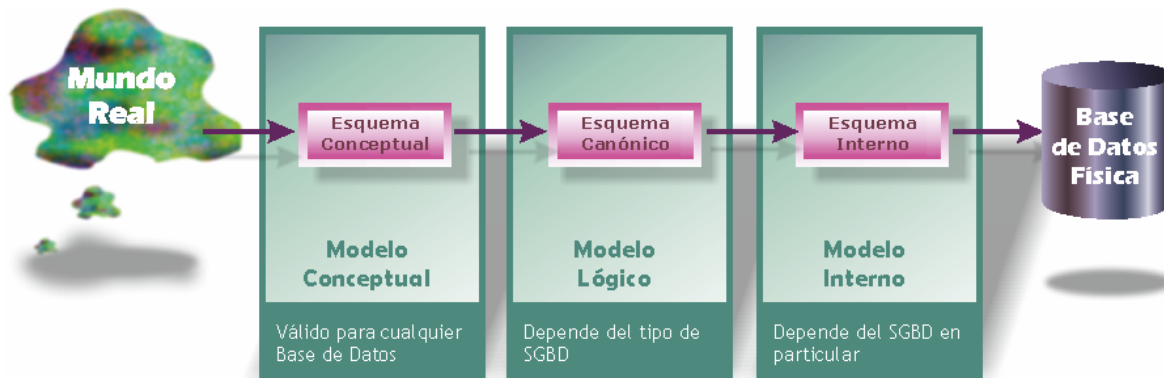 Mundo
Real
Esquema
Conceptual
Modelo
Conceptual
Válido para cualquier
Base de Datos
Esquema
Canónico
Modelo
Lógico
Depende del tipo de
SGBD
Esquema
Interno
Modelo
Interno
Depende del SGBD en
particular
Base
de Datos
Física